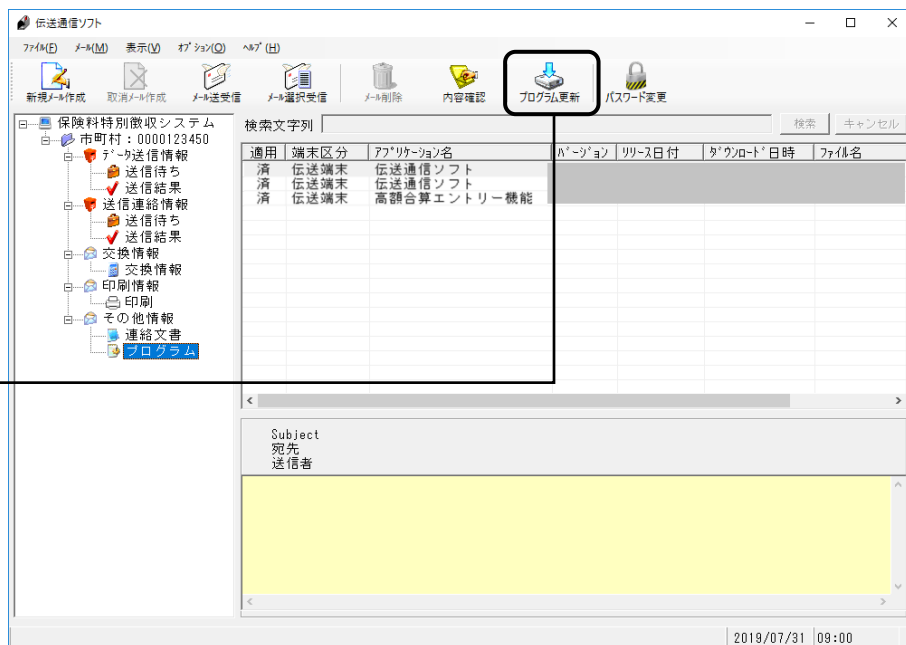 伝送通信ソフト
ファイル(F) メール(M) 表示(V) オプション(O) ヘルプ(H)
新規メール作成 取消メール作成 メール送受信 メール選択受信 メール削除 内容確認 プログラム更新 パスワード変更
保険料特別徴収システム
市町村：0000123450
データ送信情報
送信待ち
送信結果
送信連絡情報
送信待ち
送信結果
交換情報
交換情報
印刷情報
印刷
その他情報
連絡文書
プログラム
検索文字列 検索 キャンセル
適用 端末区分 アプリケーション名 バージョン リリース日付 ダウンロード日時 ファイル名
済 伝送端末 伝送通信ソフト
済 伝送端末 伝送通信ソフト
済 伝送端末 高額合算エントリー機能
Subject
宛先
送信者
2019/07/31 09:00